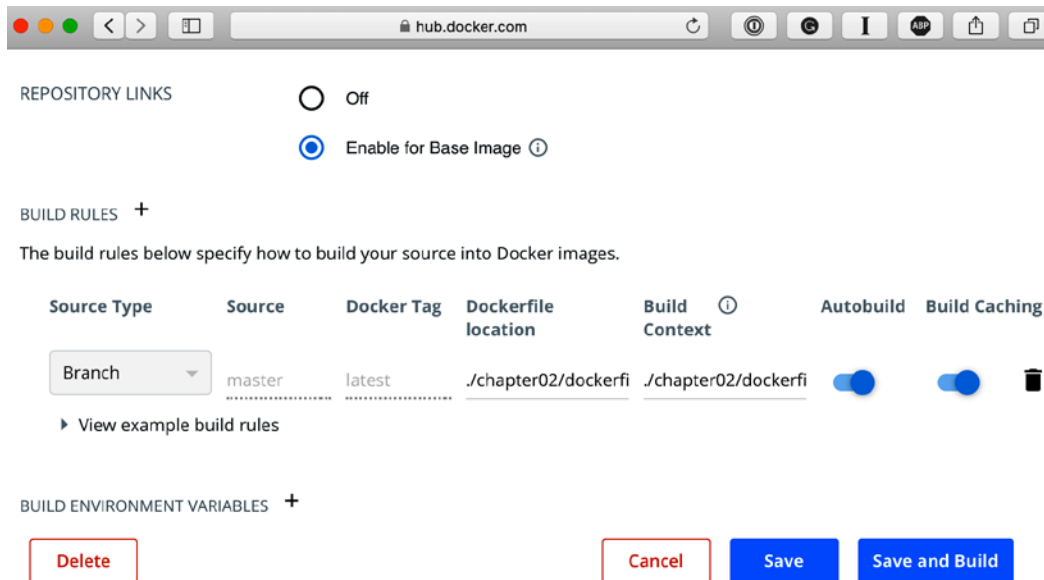 hub.docker.com
ABP
REPOSITORY LINKS
Off
Enable for Base Image
BUILD RULES +
The build rules below specify how to build your source into Docker images.
Source Type Source Docker Tag Dockerfile location Build Context Autobuild Build Caching
Branch master latest ./chapter02/dockerfi ./chapter02/dockerfi
View example build rules
BUILD ENVIRONMENT VARIABLES +
Delete Cancel Save Save and Build